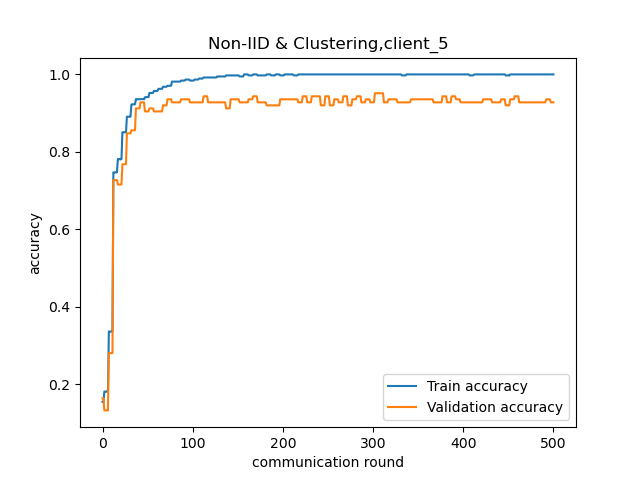 Non-IID & Clustering,client_5
1.0
0.8
0.6
0.4
0.2
accuracy
Train accuracy
Validation accuracy
0 100 200 300 400 500
communication round